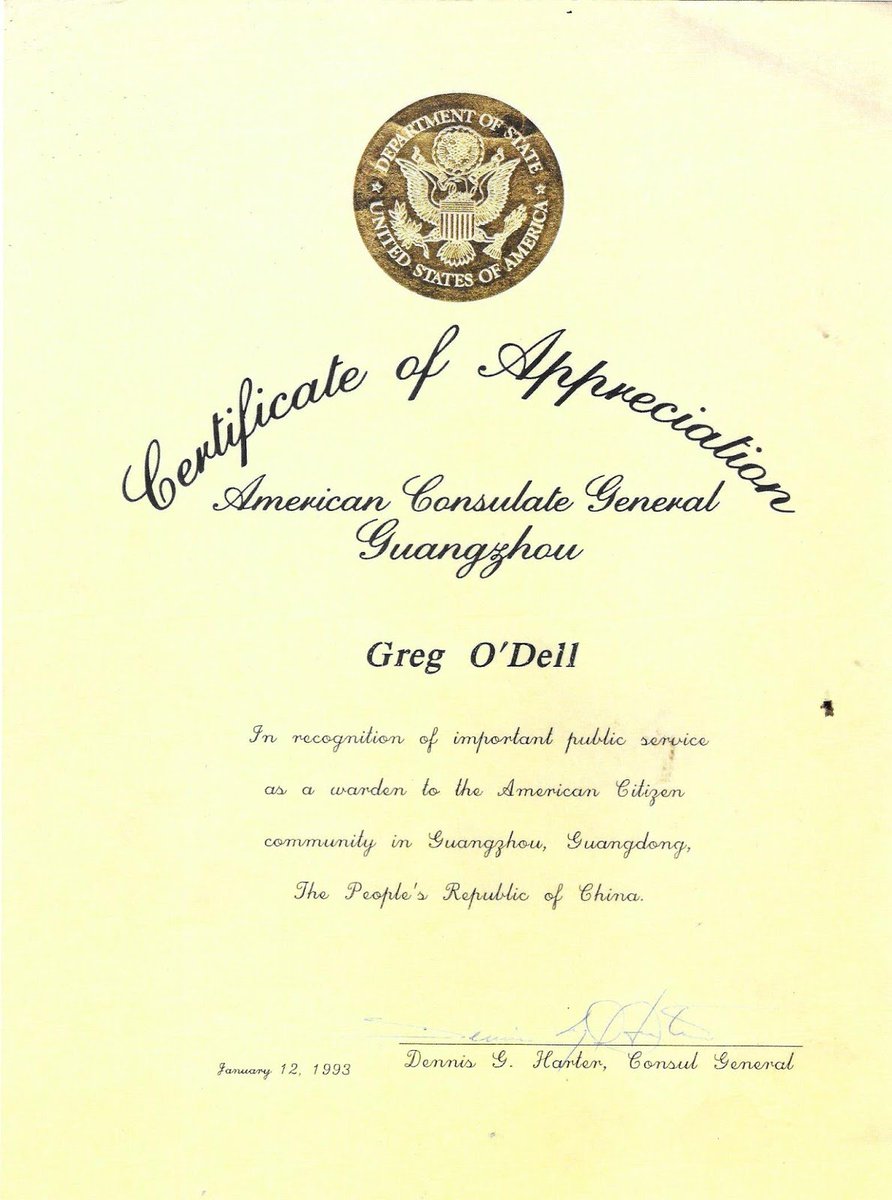 DEPARTMENT OF STATE
UNITED STATES OF AMERICA
Certificate of Appreciation
American Consulate General
Guangzhou
Greg O'Dell
In recognition of important public service
as a warden to the American Citizen
community in Guangzhou, Guangdong,
The People's Republic of China.
January 12, 1993
Dennis G. Harter, Consul General